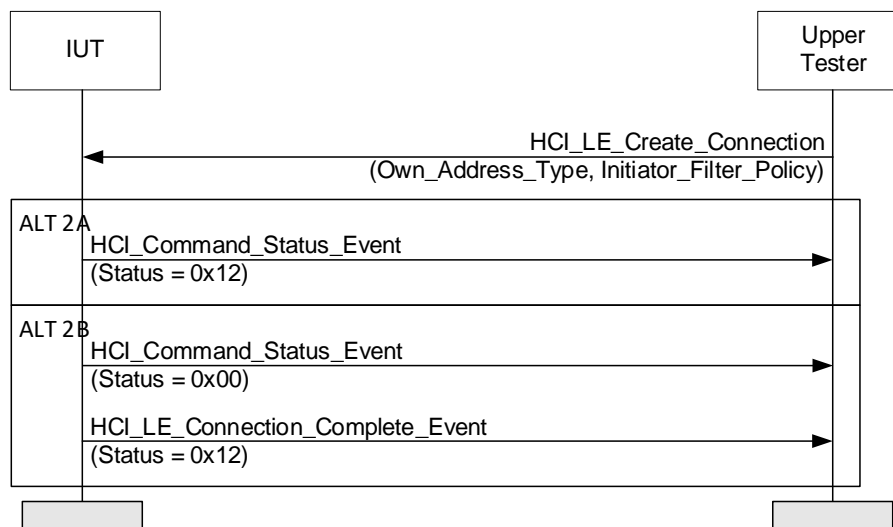 IUT
Upper
Tester
HCI_LE_Create_Connection
(Own_Address_Type, Initiator_Filter_Policy)
ALT 2A
HCI_Command_Status_Event
(Status = 0x12)
ALT 2B
HCI_Command_Status_Event
(Status = 0x00)
HCI_LE_Connection_Complete_Event
(Status = 0x12)